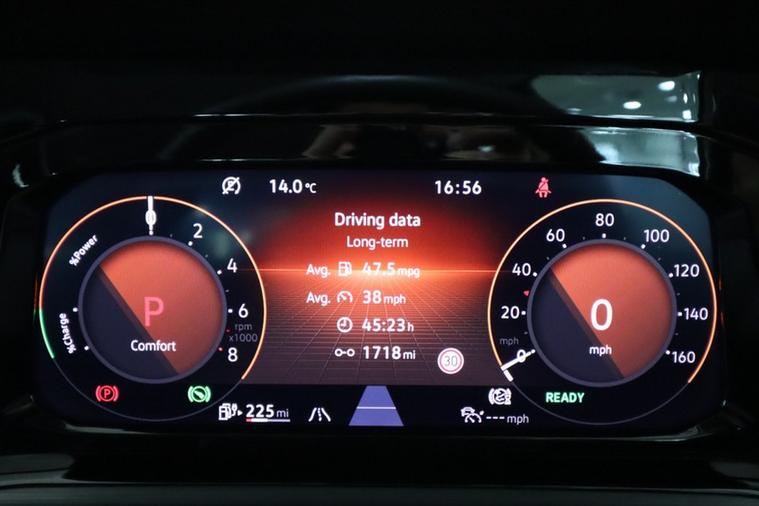 14.0°C
16:56
Driving data
Long-term
Avg. 47.5 mpg
Avg. 38 mph
45:23 h
1718 mi
30
%Power
%Charge
0
2
4
6
8
rpm
x1000
P
Comfort
(P)
225 mi
mph
0
20
40
60
80
100
120
140
160
0
mph
READY
--- mph